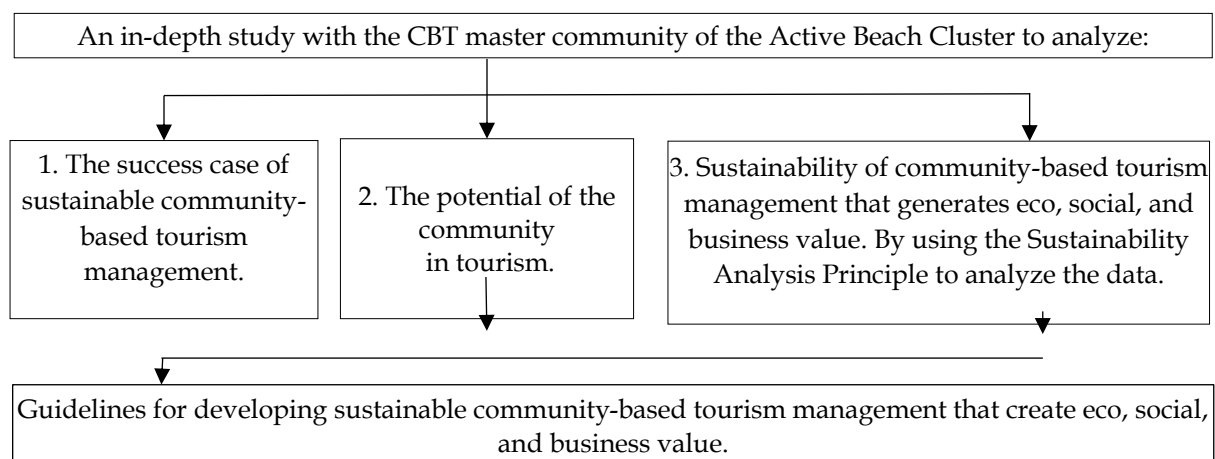 An in-depth study with the CBT master community of the Active Beach Cluster to analyze:
1. The success case of
sustainable community-
based tourism
management.
2. The potential of the
community
in tourism.
3. Sustainability of community-based tourism
management that generates eco, social, and
business value. By using the Sustainability
Analysis Principle to analyze the data.
Guidelines for developing sustainable community-based tourism management that create eco, social,
and business value.